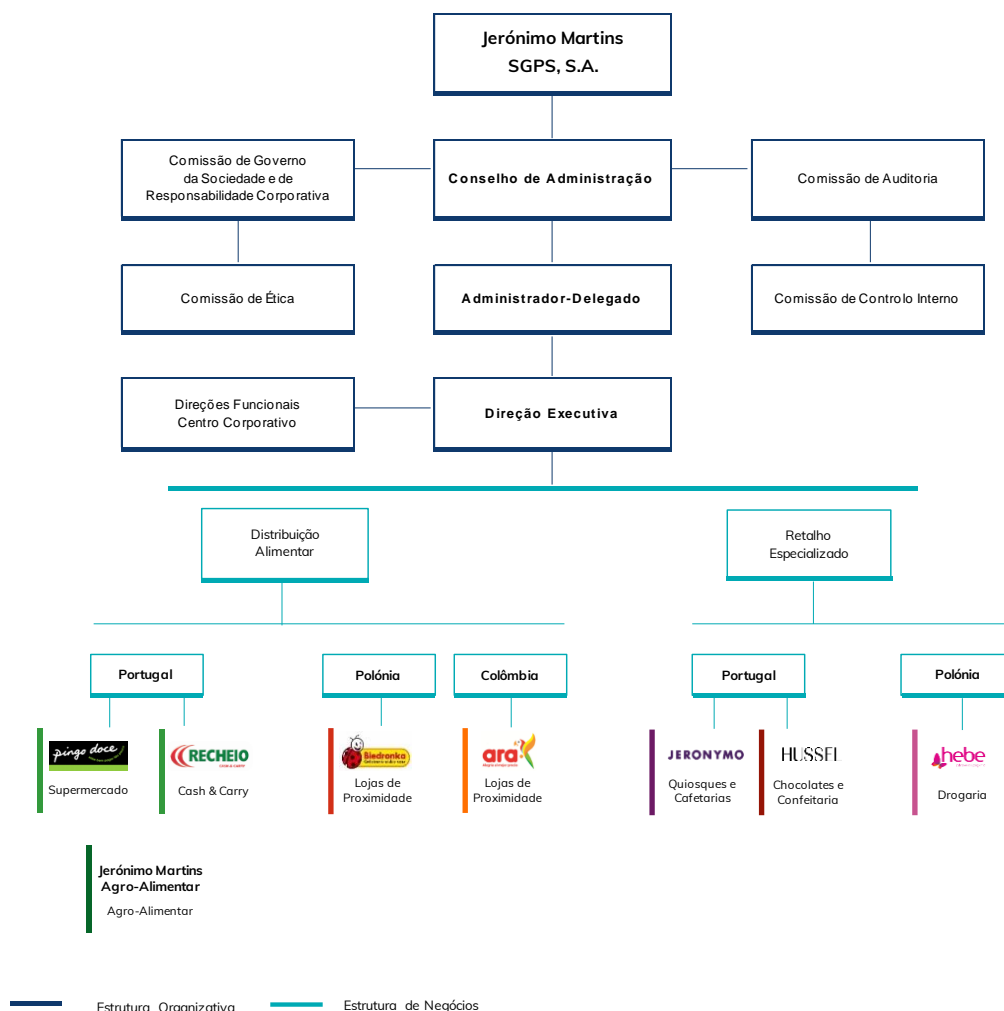 Jerónimo Martins
SGPS, S.A.
Comissão de Governo
da Sociedade e de
Responsabilidade Corporativa
Conselho de Administração
Comissão de Auditoria
Comissão de Ética
Administrador-Delegado
Comissão de Controlo Interno
Direções Funcionais
Centro Corporativo
Direção Executiva
Distribuição
Alimentar
Retalho
Especializado
Portugal
Polónia
Colômbia
Portugal
Polónia
pingo doce
Supermercado
RECHEIO
Cash & Carry
Biedronka
Lojas de
Proximidade
ara
Lojas de
Proximidade
JERONYMO
Quiosques e
Cafetarias
HUSSEL
Chocolates e
Confeitaria
hebe
Drogaria
Jerónimo Martins
Agro-Alimentar
Agro-Alimentar
Estrutura Organizativa
Estrutura de Negócios